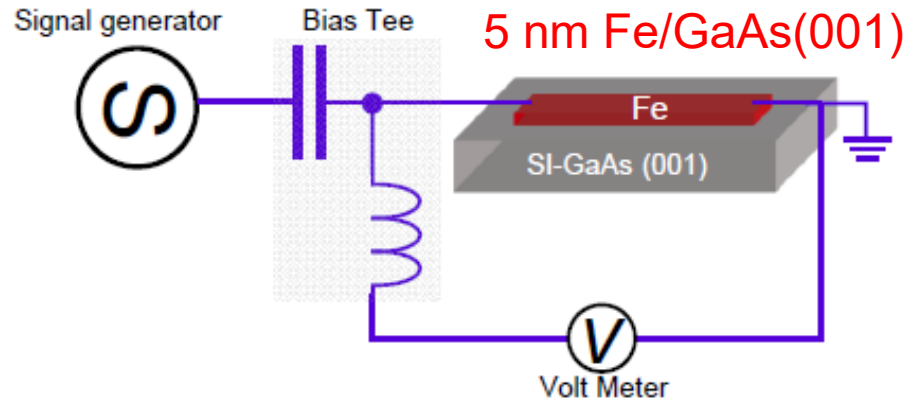 Signal generator
Bias Tee
5 nm Fe/GaAs(001)
S
Fe
SI-GaAs (001)
V
Volt Meter